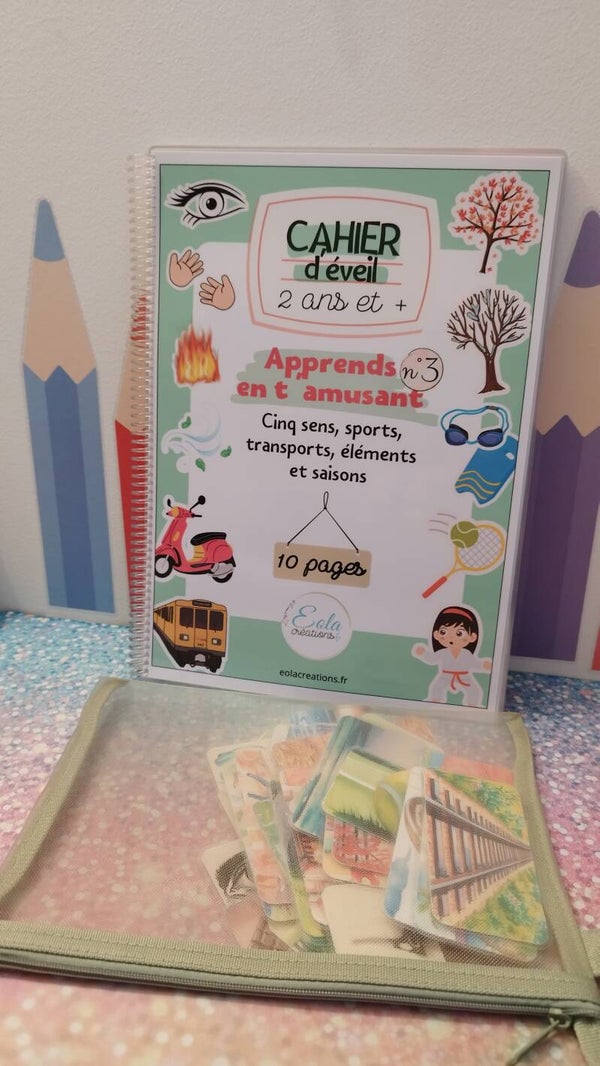 CAHIER
d'éveil
2 ans et +
Apprends n°3
en t'amusant
Cinq sens, sports,
transports, éléments
et saisons
10 pages
Eola
créations
eolacreations.fr